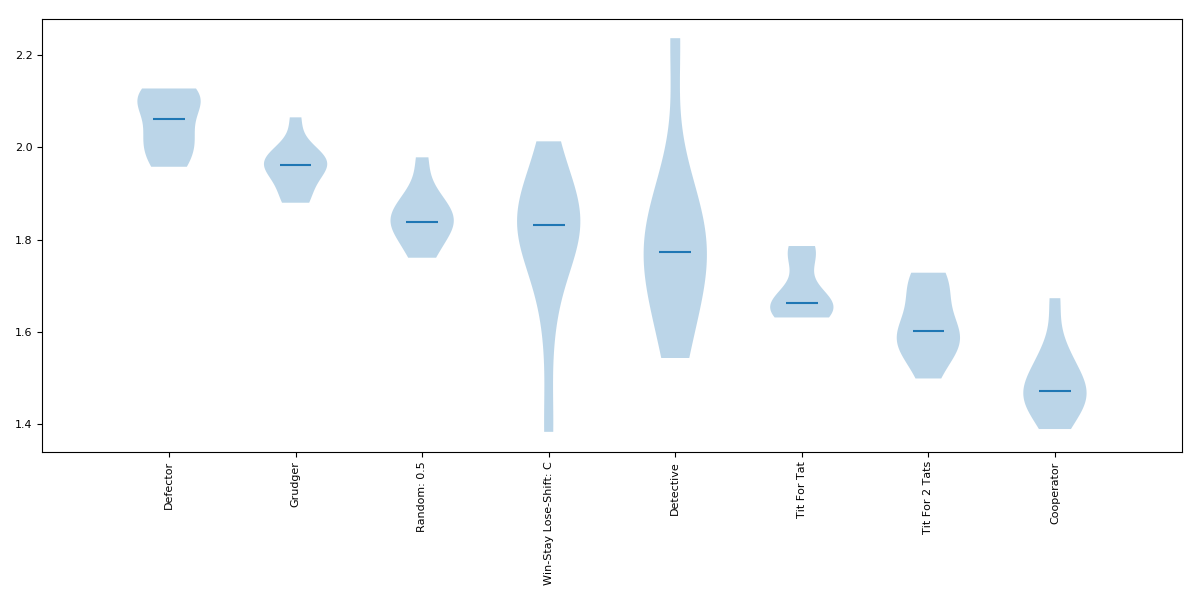 2.2
2.0
1.8
1.6
1.4
Defector
Grudger
Random: 0.5
Win-Stay Lose-Shift: C
Detective
Tit For Tat
Tit For 2 Tats
Cooperator